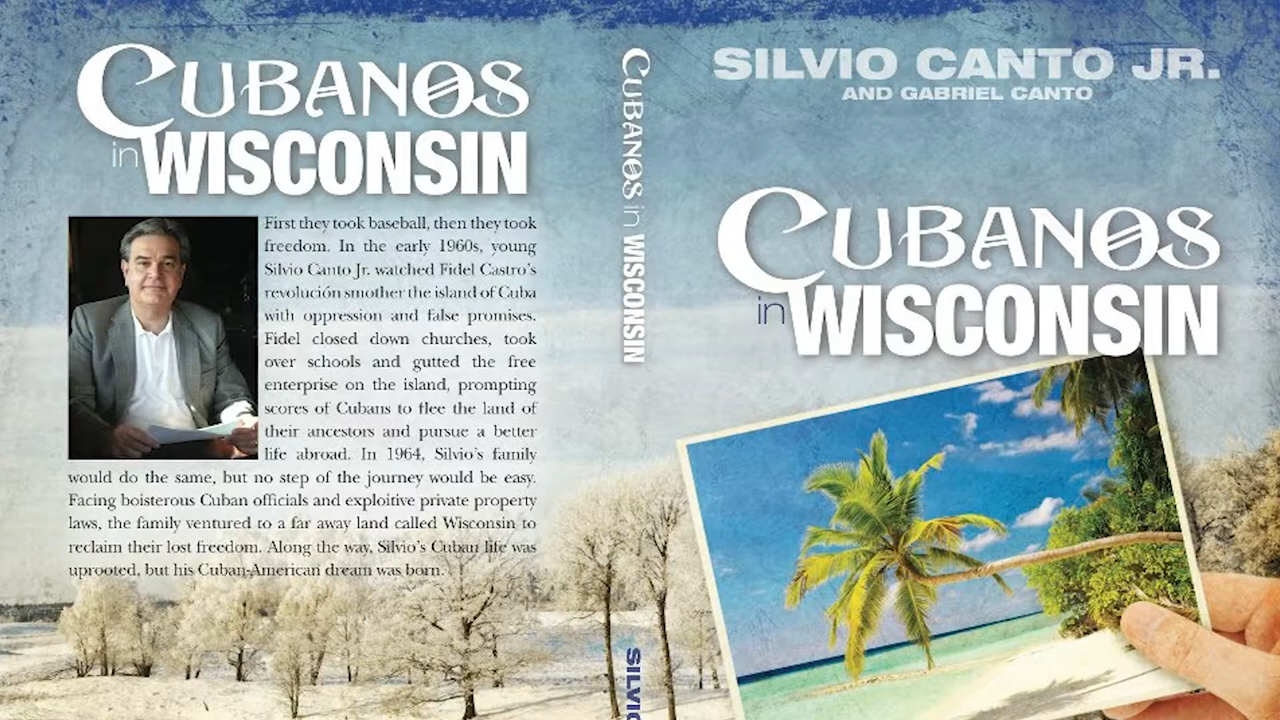 CUBANOS
in WISCONSIN
First they took baseball, then they took
freedom. In the early 1960s, young
Silvio Canto Jr. watched Fidel Castro's
revolución smother the island of Cuba
with oppression and false promises.
Fidel closed down churches, took
over schools and gutted the free
enterprise on the island, prompting
scores of Cubans to flee the land of
their ancestors and pursue a better
life abroad. In 1964, Silvio's family
would do the same, but no step of the journey would be easy.
Facing boisterous Cuban officials and exploitive private property
laws, the family ventured to a far away land called Wisconsin to
reclaim their lost freedom. Along the way, Silvio's Cuban life was
uprooted, but his Cuban-American dream was born.
CUBANOS in WISCONSIN
SILVIO
SILVIO CANTO JR.
AND GABRIEL CANTO
CUBANOS
in WISCONSIN